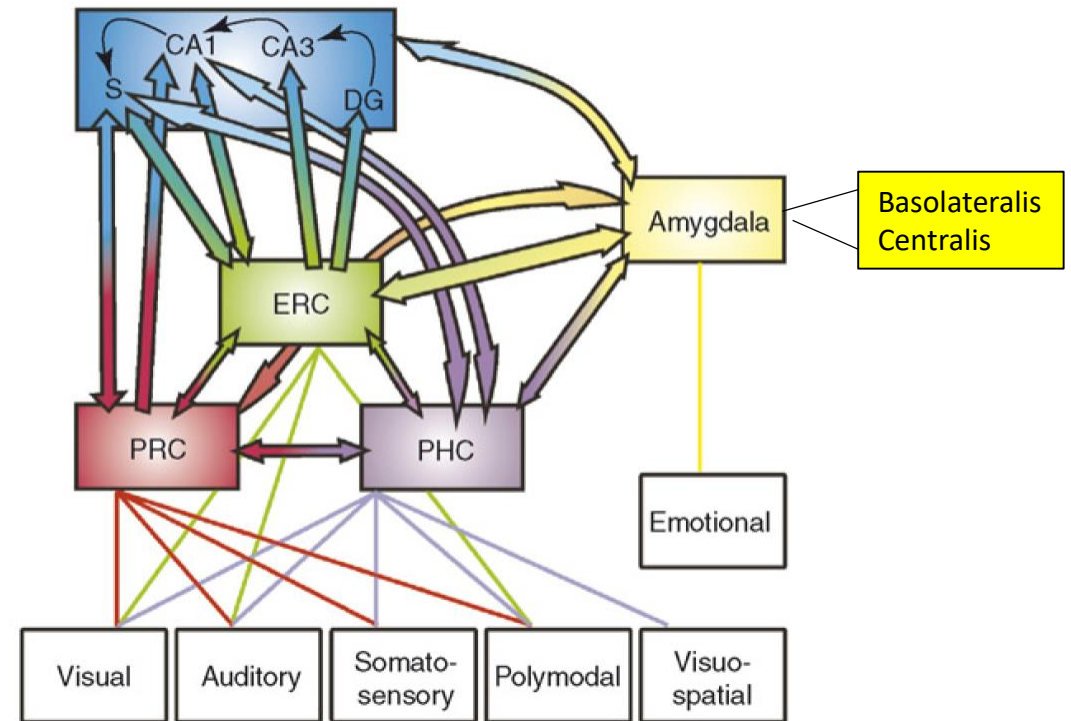 CA1
CA3
S
DG
Amygdala
Basolateralis
Centralis
ERC
PRC
PHC
Emotional
Visual
Auditory
Somato-
sensory
Polymodal
Visuo-
spatial